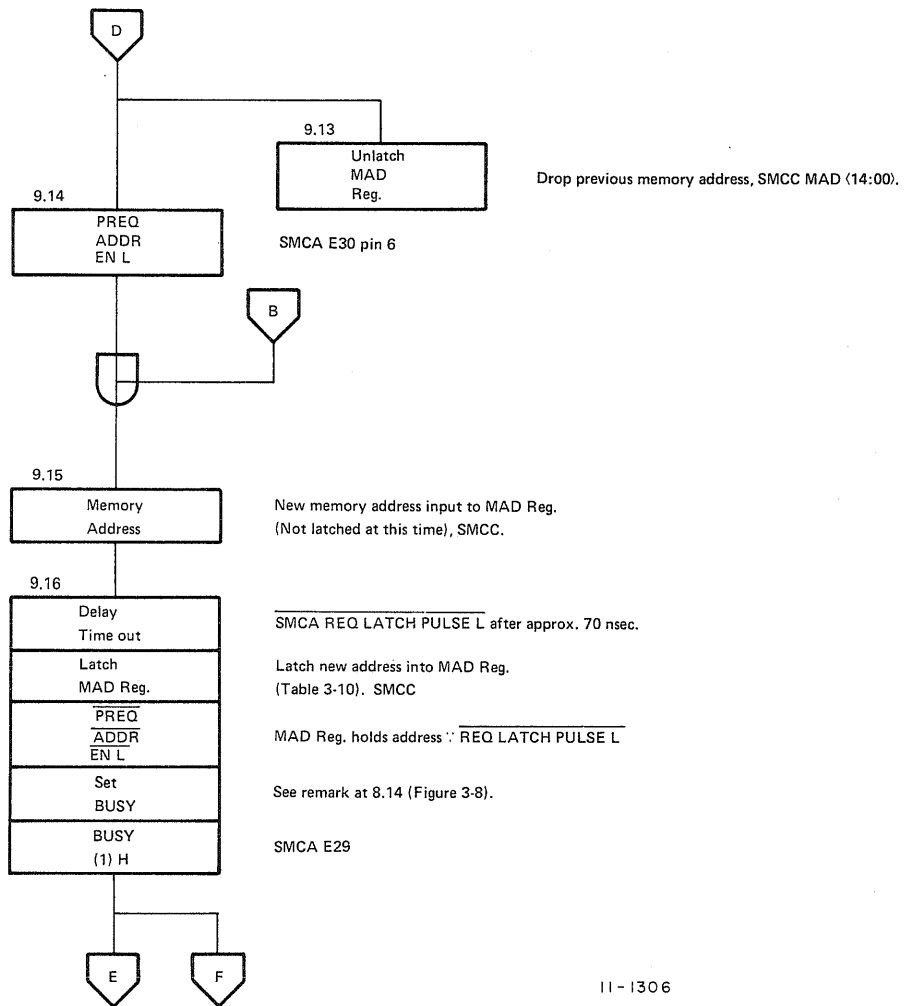 D
9.13
Unlatch
MAD
Reg.
Drop previous memory address, SMCC MAD ⟨14:00⟩.
9.14
PREQ
ADDR
EN L
SMCA E30 pin 6
B
9.15
Memory
Address
New memory address input to MAD Reg.
(Not latched at this time), SMCC.
9.16
Delay
Time out
SMCA REQ LATCH PULSE L after approx. 70 nsec.
Latch
MAD Reg.
Latch new address into MAD Reg.
(Table 3-10). SMCC
PREQ
ADDR
EN L
MAD Reg. holds address ∵ REQ LATCH PULSE L
Set
BUSY
See remark at 8.14 (Figure 3-8).
BUSY
(1) H
SMCA E29
E
F
11-1306